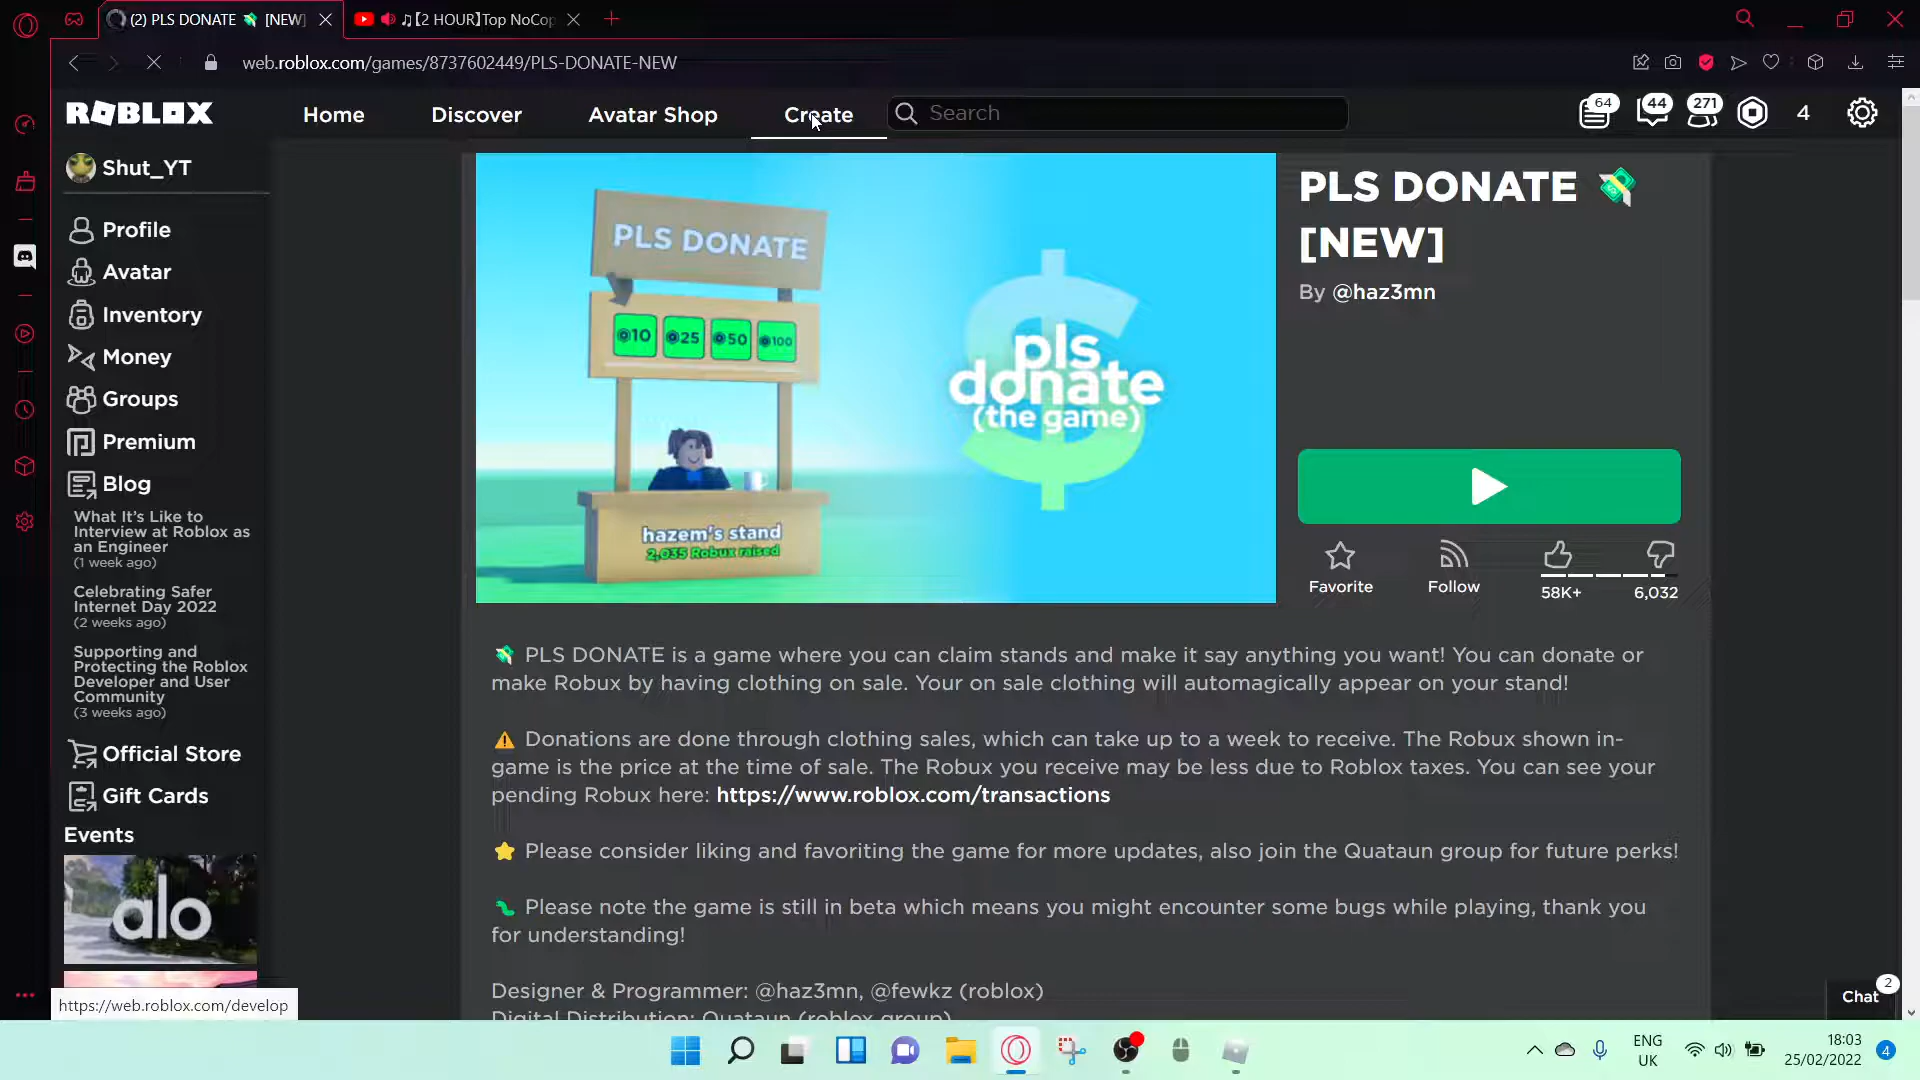 (2) PLS DONATE 💸 [NEW]
♫【2 HOUR】Top NoCop
web.roblox.com/games/8737602449/PLS-DONATE-NEW
ROBLOX
Home
Discover
Avatar Shop
Create
Search
64
44
271
4
Shut_YT
Profile
Avatar
Inventory
Money
Groups
Premium
Blog
What It's Like to
Interview at Roblox as
an Engineer
(1 week ago)
Celebrating Safer
Internet Day 2022
(2 weeks ago)
Supporting and
Protecting the Roblox
Developer and User
Community
(3 weeks ago)
Official Store
Gift Cards
Events
alo
https://web.roblox.com/develop
PLS DONATE
10 25 50 100
hazem's stand
2,035 Robux raised
pls
donate
(the game)
PLS DONATE 💸
[NEW]
By @haz3mn
Favorite
Follow
58K+
6,032
💸 PLS DONATE is a game where you can claim stands and make it say anything you want! You can donate or
make Robux by having clothing on sale. Your on sale clothing will automagically appear on your stand!
⚠️ Donations are done through clothing sales, which can take up to a week to receive. The Robux shown in-
game is the price at the time of sale. The Robux you receive may be less due to Roblox taxes. You can see your
pending Robux here: https://www.roblox.com/transactions
⭐ Please consider liking and favoriting the game for more updates, also join the Quataun group for future perks!
🐛 Please note the game is still in beta which means you might encounter some bugs while playing, thank you
for understanding!
Designer & Programmer: @haz3mn, @fewkz (roblox)
Digital Distribution: Quataun (roblox group)
Chat
2
ENG
UK
18:03
25/02/2022
4